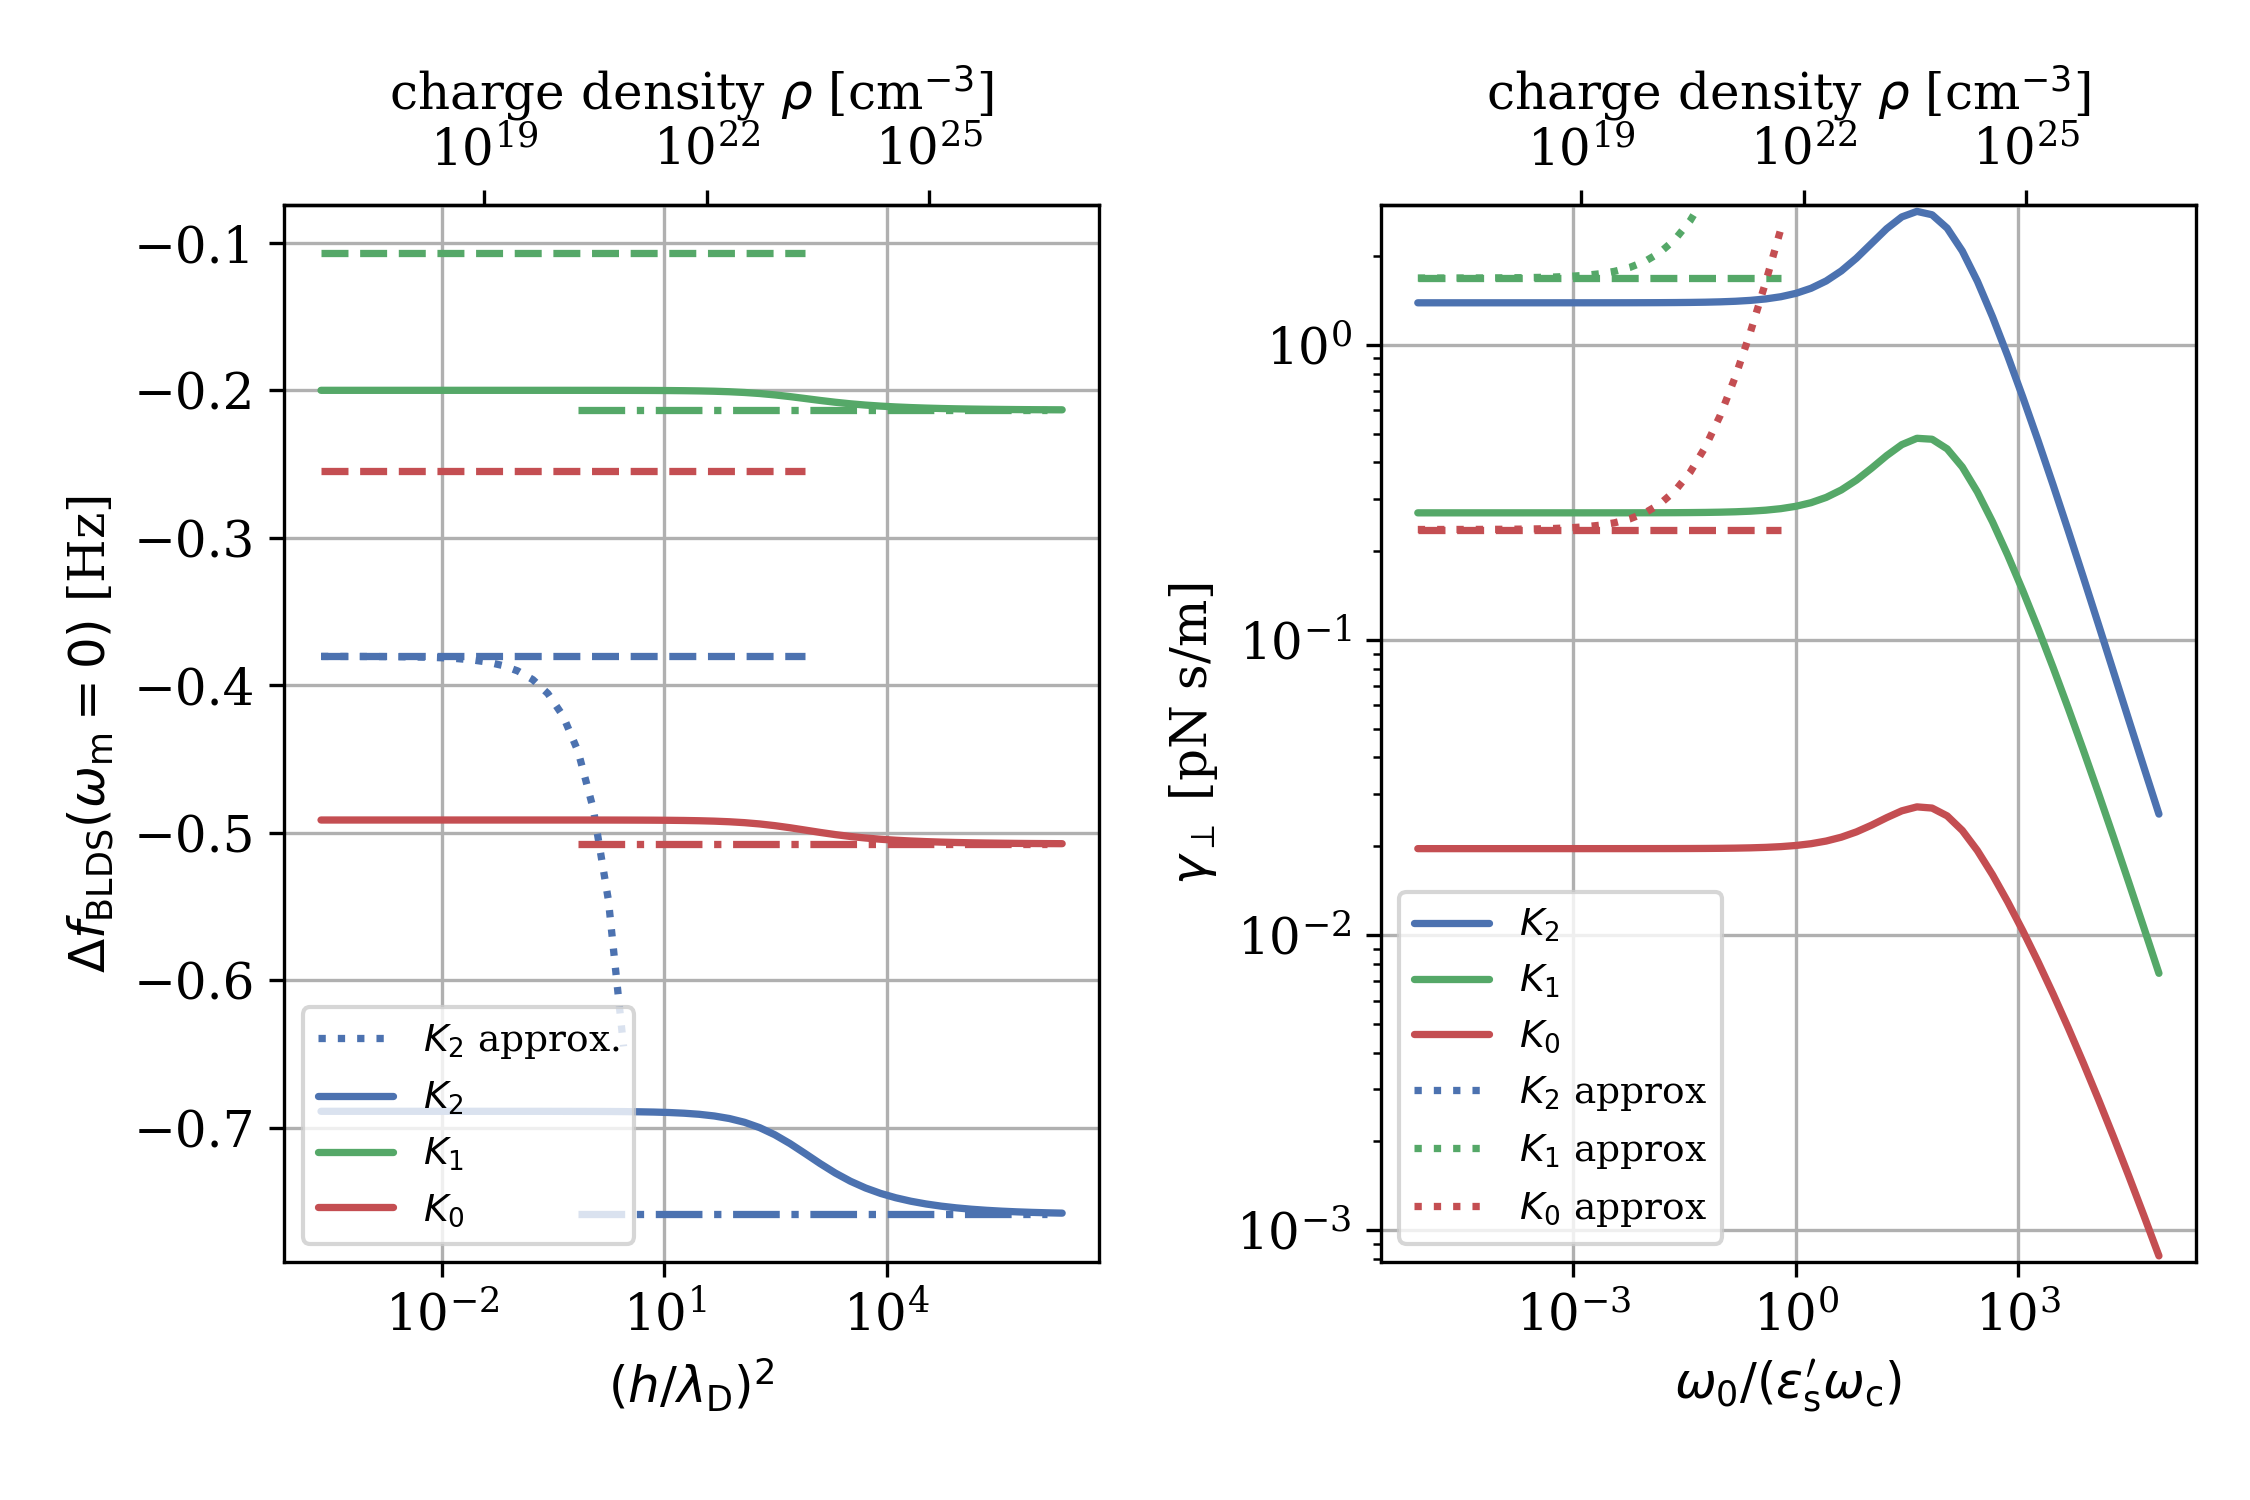 charge density ρ [cm⁻³]
10¹⁹ 10²² 10²⁵
−0.1
−0.2
−0.3
−0.4
−0.5
−0.6
−0.7
Δf_BLDS(ω_m = 0) [Hz]
K₂ approx.
K₂
K₁
K₀
10⁻² 10¹ 10⁴
(h/λ_D)²
charge density ρ [cm⁻³]
10¹⁹ 10²² 10²⁵
10⁰
10⁻¹
10⁻²
10⁻³
γ_⊥ [pN s/m]
K₂
K₁
K₀
K₂ approx
K₁ approx
K₀ approx
10⁻³ 10⁰ 10³
ω₀/(ε′_s ω_c)